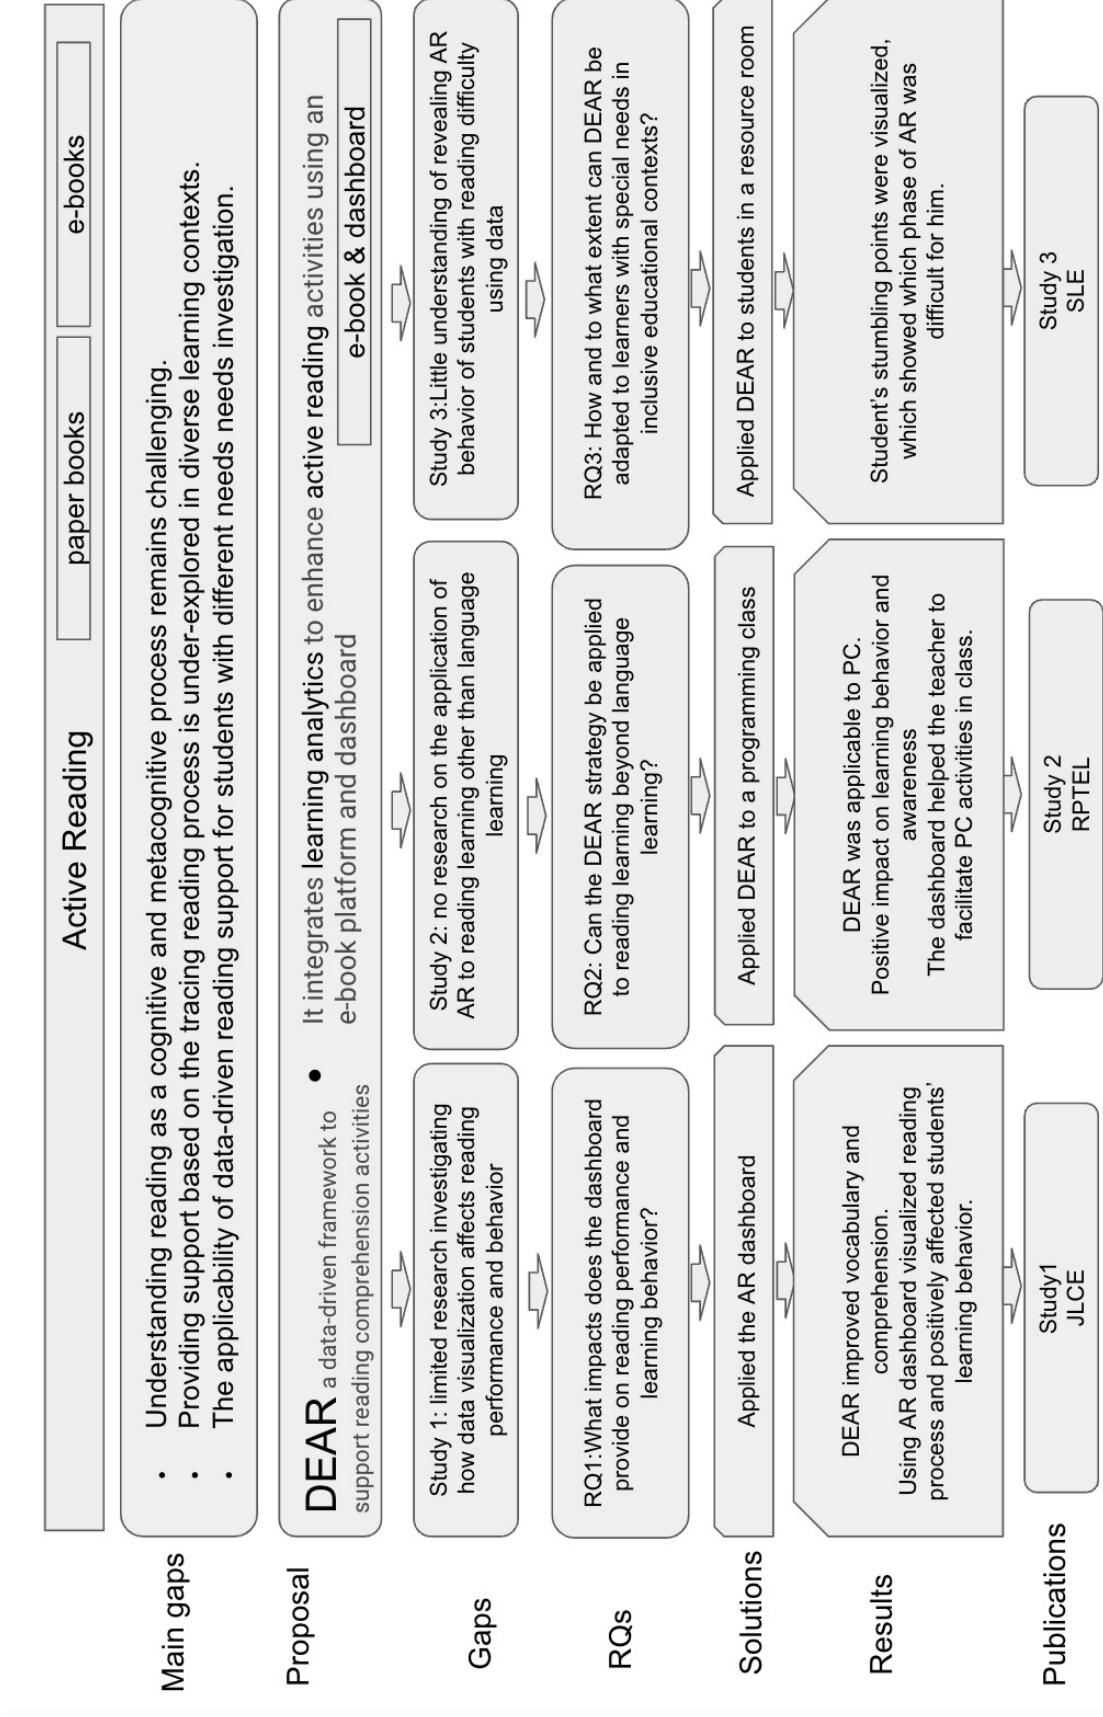 Active Reading
paper books
e-books
Main gaps
• Understanding reading as a cognitive and metacognitive process remains challenging.
• Providing support based on the tracing reading process is under-explored in diverse learning contexts.
• The applicability of data-driven reading support for students with different needs needs investigation.
Proposal
DEAR a data-driven framework to
support reading comprehension activities
• It integrates learning analytics to enhance active reading activities using an
e-book platform and dashboard
e-book & dashboard
Gaps
Study 1: limited research investigating
how data visualization affects reading
performance and behavior
Study 2: no research on the application of
AR to reading learning other than language
learning
Study 3:Little understanding of revealing AR
behavior of students with reading difficulty
using data
RQs
RQ1:What impacts does the dashboard
provide on reading performance and
learning behavior?
RQ2: Can the DEAR strategy be applied
to reading learning beyond language
learning?
RQ3: How and to what extent can DEAR be
adapted to learners with special needs in
inclusive educational contexts?
Solutions
Applied the AR dashboard
Applied DEAR to a programming class
Applied DEAR to students in a resource room
Results
DEAR improved vocabulary and
comprehension.
Using AR dashboard visualized reading
process and positively affected students'
learning behavior.
DEAR was applicable to PC.
Positive impact on learning behavior and
awareness
The dashboard helped the teacher to
facilitate PC activities in class.
Student's stumbling points were visualized,
which showed which phase of AR was
difficult for him.
Publications
Study1
JLCE
Study 2
RPTEL
Study 3
SLE